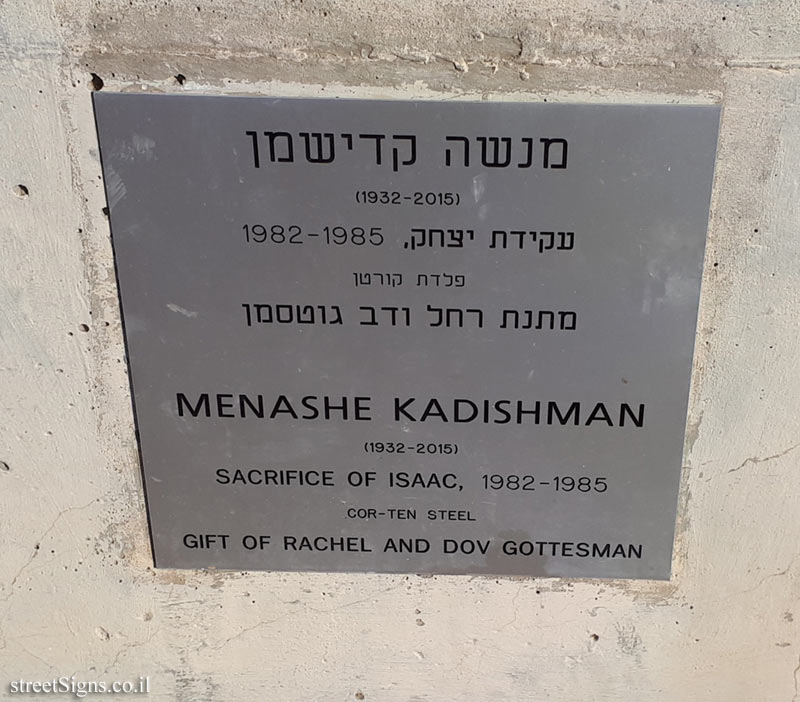 מנשה קדישמן
(1932-2015)
עקידת יצחק, 1982-1985
פלדת קורטן
מתנת רחל ודב גוטסמן
MENASHE KADISHMAN
(1932-2015)
SACRIFICE OF ISAAC, 1982-1985
COR-TEN STEEL
GIFT OF RACHEL AND DOV GOTTESMAN
streetSigns.co.il